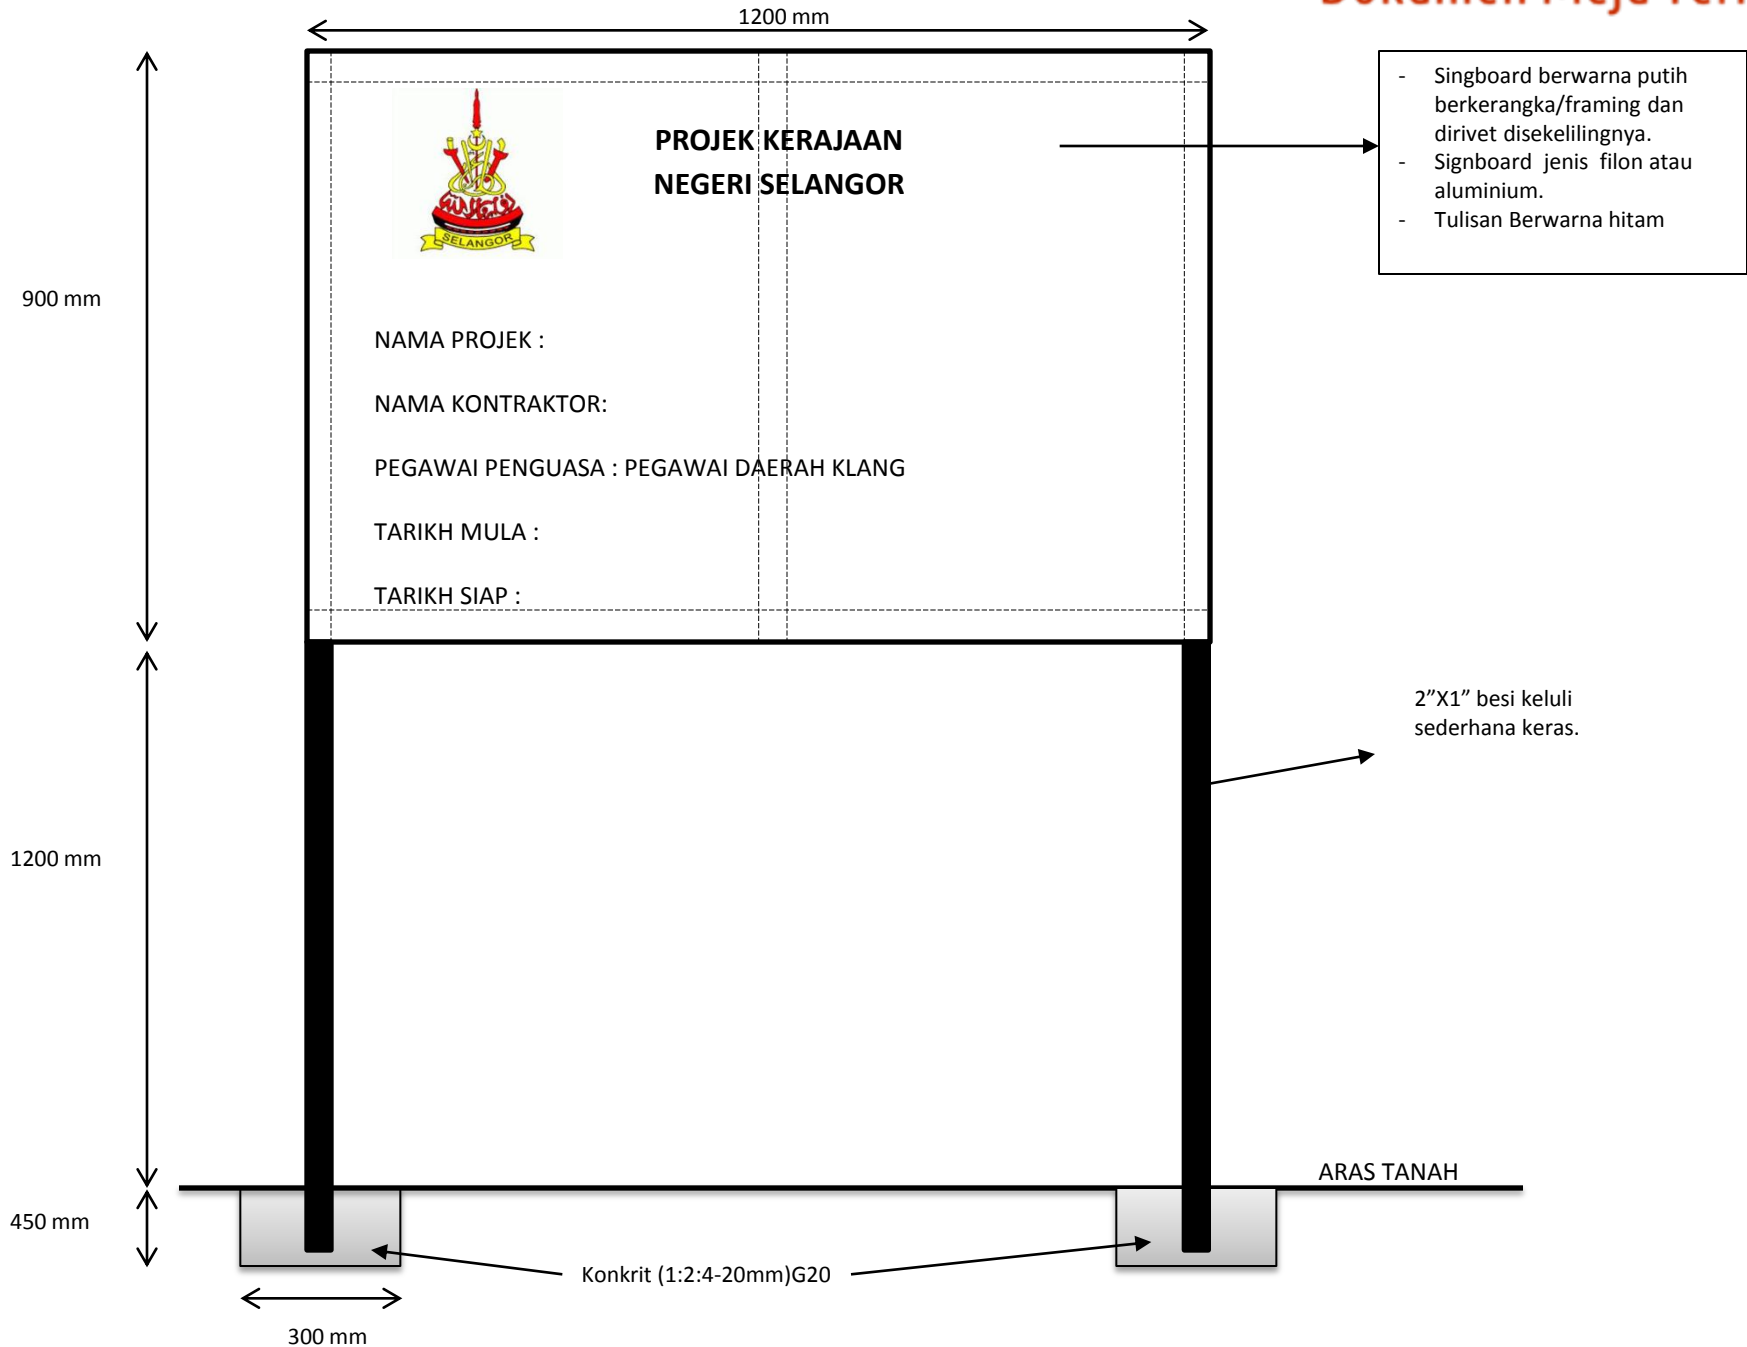 1200 mm
- Singboard berwarna putih
berkerangka/framing dan
dirivet disekelilingnya.
- Signboard jenis filon atau
aluminium.
- Tulisan Berwarna hitam
PROJEK KERAJAAN
NEGERI SELANGOR
SELANGOR
900 mm
NAMA PROJEK :
NAMA KONTRAKTOR:
PEGAWAI PENGUASA : PEGAWAI DAERAH KLANG
TARIKH MULA :
TARIKH SIAP :
2”X1” besi keluli
sederhana keras.
1200 mm
ARAS TANAH
450 mm
Konkrit (1:2:4-20mm)G20
300 mm